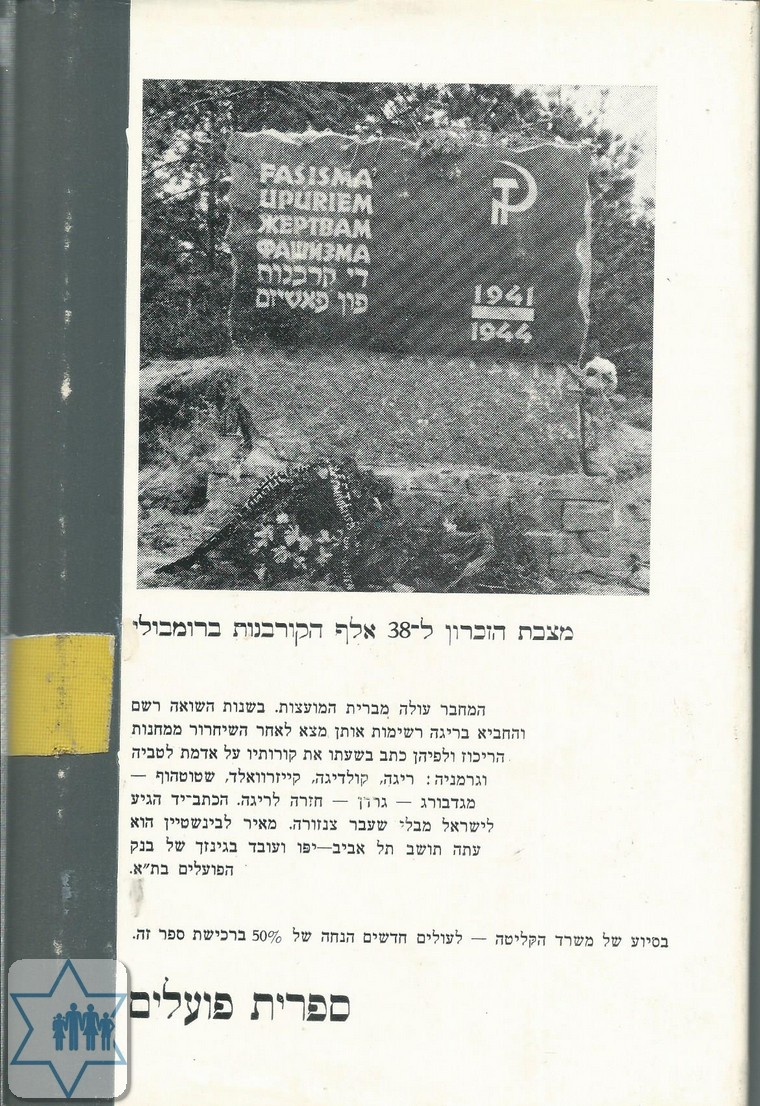 FAŠISMA
UPURIEM
ЖЕРТВАМ
ФАШИЗМА
די קרבנות
פון פאשיזם
1941
1944
מצבת הזכרון ל־38 אלף הקורבנות ברומבולי
המחבר עולה מברית המועצות. בשנות השואה רשם
והחביא בריגה רשימות אותן מצא לאחר השיחרור ממחנות
הריכוז ולפיהן כתב בשעתו את קורותיו על אדמת לטביה
וגרמניה: ריגה, קולדיגה, קייזרוואלד, שטוטהוף —
מגדבורג — גרדן — חזרה לריגה. הכתב־יד הגיע
לישראל מבלי שעבר צנזורה. מאיר לבינשטיין הוא
עתה תושב תל אביב—יפו ועובד בגינזך של בנק
הפועלים בת״א.
בסיוע של משרד הקליטה — לעולים חדשים הנחה של 50% ברכישת ספר זה.
ספרית פועלים